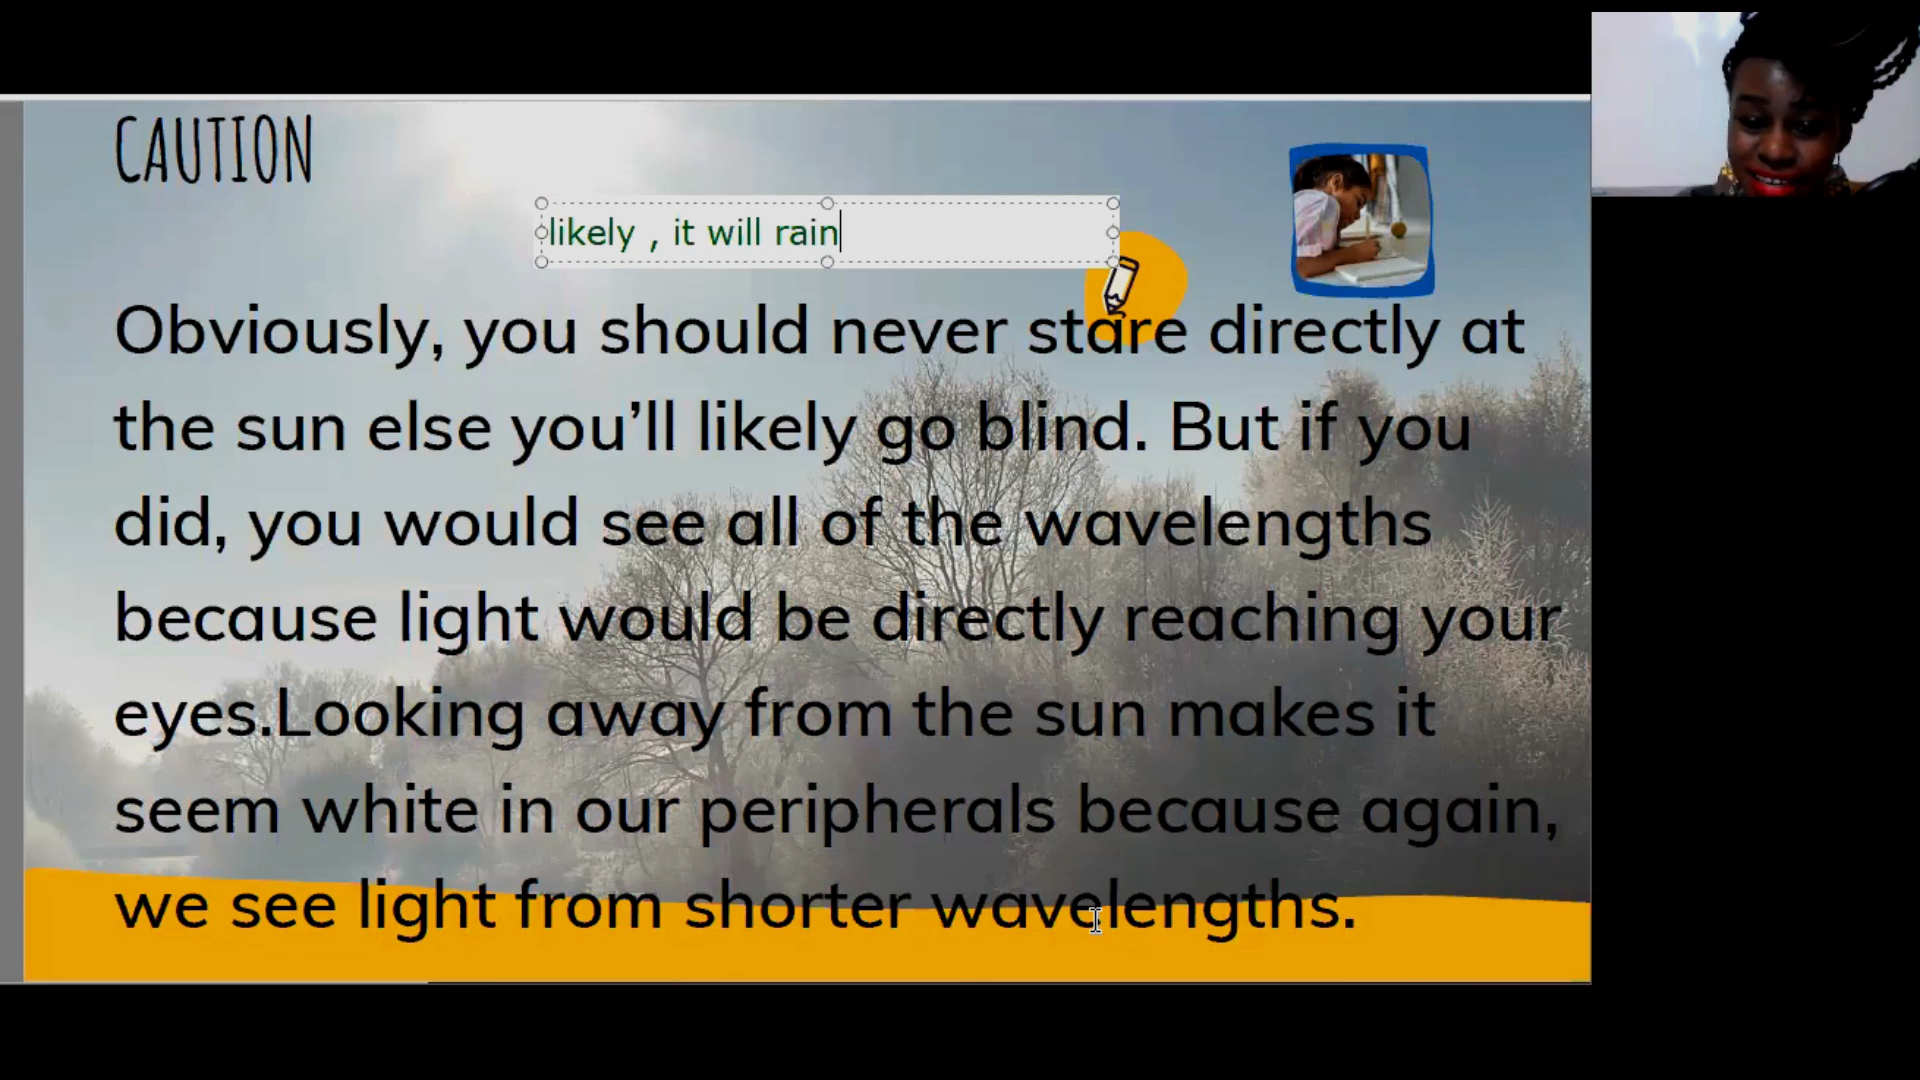 CAUTION
likely , it will rain
Obviously, you should never stare directly at
the sun else you’ll likely go blind. But if you
did, you would see all of the wavelengths
because light would be directly reaching your
eyes.Looking away from the sun makes it
seem white in our peripherals because again,
we see light from shorter wavelengths.